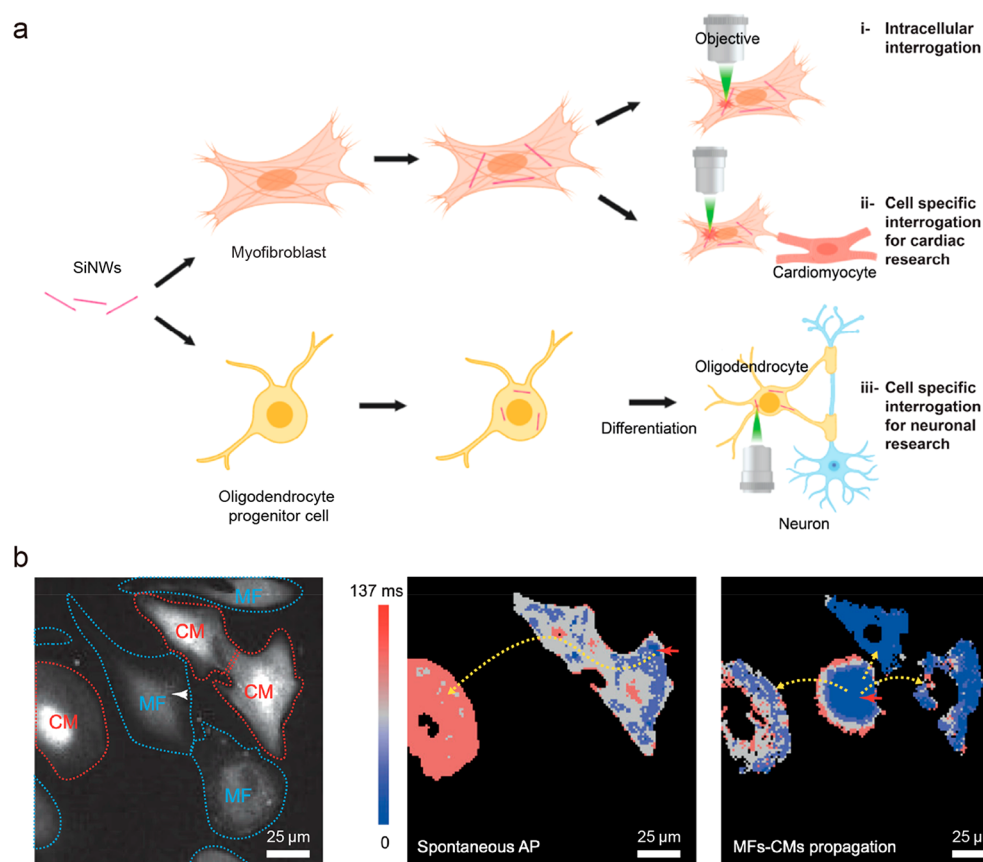 a
Objective
i- Intracellular
interrogation
Myofibroblast
SiNWs
ii- Cell specific
interrogation
for cardiac
research
Cardiomyocyte
Oligodendrocyte
iii- Cell specific
interrogation
for neuronal
research
Differentiation
Oligodendrocyte
progenitor cell
Neuron
b
MF
CM
CM
MF
CM
MF
25 µm
137 ms
0
Spontaneous AP
25 µm
MFs-CMs propagation
25 µm